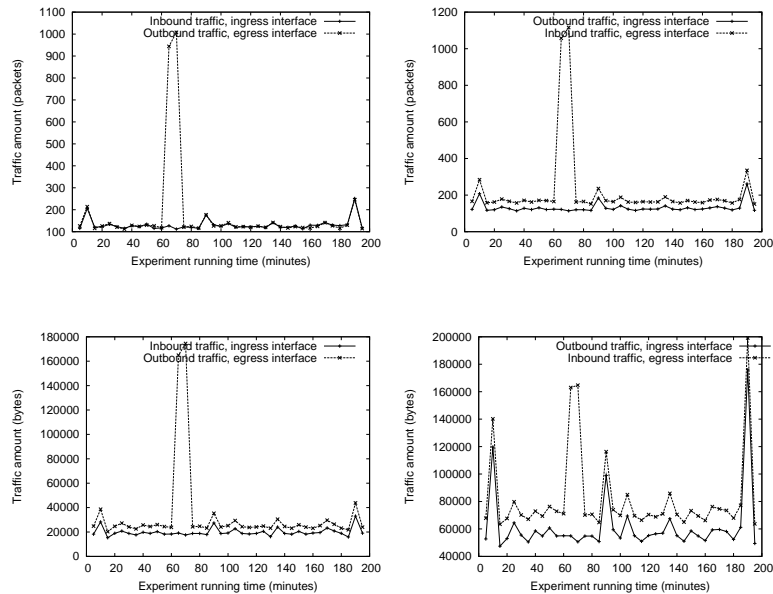 1100
1000
900
800
700
600
500
400
300
200
100
0 20 40 60 80 100 120 140 160 180 200
Traffic amount (packets)
Experiment running time (minutes)
Inbound traffic, ingress interface
Outbound traffic, egress interface
1200
1000
800
600
400
200
0
0 20 40 60 80 100 120 140 160 180 200
Traffic amount (packets)
Experiment running time (minutes)
Outbound traffic, ingress interface
Inbound traffic, egress interface
180000
160000
140000
120000
100000
80000
60000
40000
20000
0
0 20 40 60 80 100 120 140 160 180 200
Traffic amount (bytes)
Experiment running time (minutes)
Inbound traffic, ingress interface
Outbound traffic, egress interface
200000
180000
160000
140000
120000
100000
80000
60000
40000
0 20 40 60 80 100 120 140 160 180 200
Traffic amount (bytes)
Experiment running time (minutes)
Outbound traffic, ingress interface
Inbound traffic, egress interface